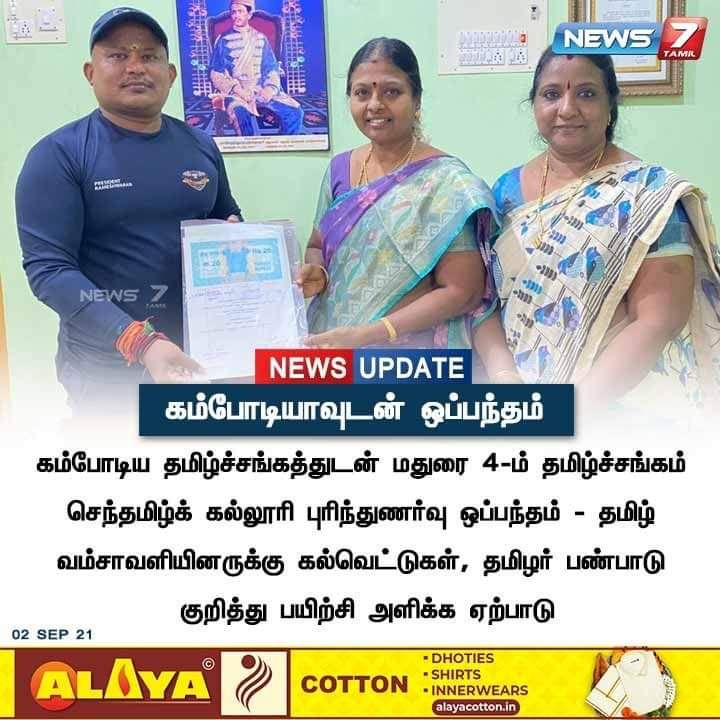 NEWS 7
TAMIL
PRESIDENT
RAMESHWARAN
NEWS 7
TAMIL
NEWS UPDATE
கம்போடியாவுடன் ஒப்பந்தம்
கம்போடிய தமிழ்ச்சங்கத்துடன் மதுரை 4-ம் தமிழ்ச்சங்கம்
செந்தமிழ்க் கல்லூரி புரிந்துணர்வு ஒப்பந்தம் - தமிழ்
வம்சாவளியினருக்கு கல்வெட்டுகள், தமிழர் பண்பாடு
குறித்து பயிற்சி அளிக்க ஏற்பாடு
02 SEP 21
ALAYA ©
COTTON
▪ DHOTIES
▪ SHIRTS
▪ INNERWEARS
alayacotton.in